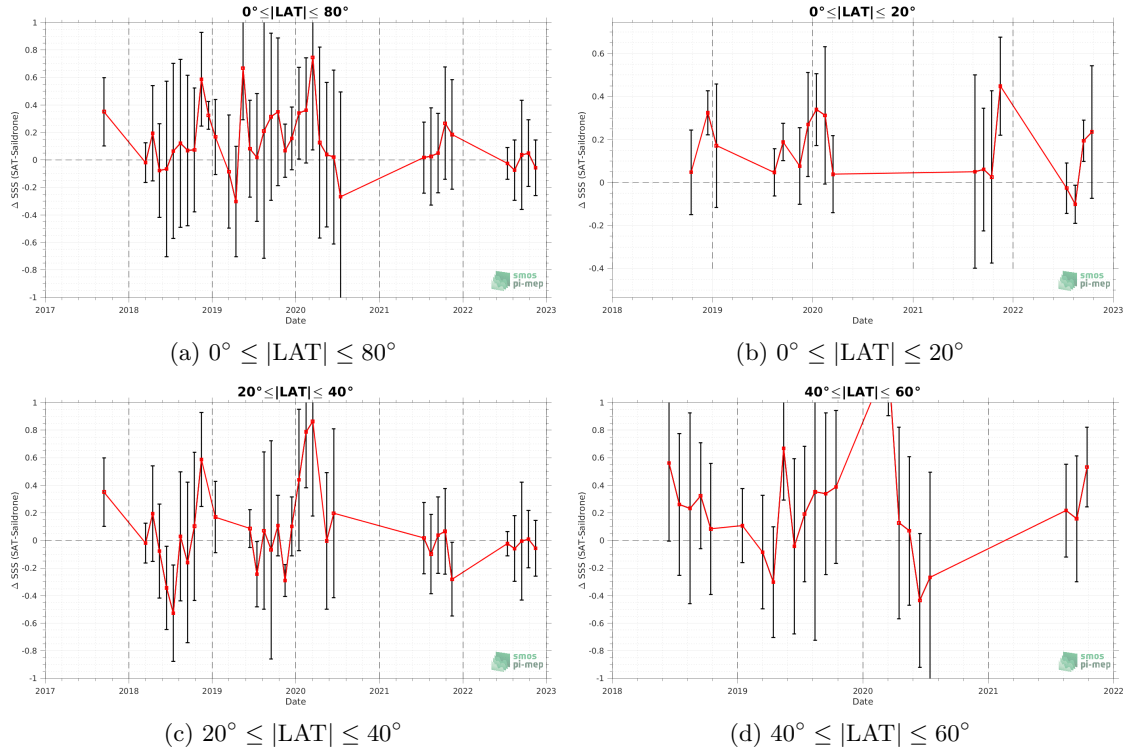 0°≤|LAT|≤ 80°
Δ SSS (SAT-Saildrone)
1
0.8
0.6
0.4
0.2
0
-0.2
-0.4
-0.6
-0.8
-1
2017 2018 2019 2020 2021 2022 2023
Date
smos
pi-mep
(a) 0° ≤ |LAT| ≤ 80°
0°≤|LAT|≤ 20°
Δ SSS (SAT-Saildrone)
0.6
0.4
0.2
0
-0.2
-0.4
2018 2019 2020 2021 2022 2023
Date
smos
pi-mep
(b) 0° ≤ |LAT| ≤ 20°
20°≤|LAT|≤ 40°
Δ SSS (SAT-Saildrone)
1
0.8
0.6
0.4
0.2
0
-0.2
-0.4
-0.6
-0.8
-1
2017 2018 2019 2020 2021 2022 2023
Date
smos
pi-mep
(c) 20° ≤ |LAT| ≤ 40°
40°≤|LAT|≤ 60°
Δ SSS (SAT-Saildrone)
1
0.8
0.6
0.4
0.2
0
-0.2
-0.4
-0.6
-0.8
-1
2018 2019 2020 2021 2022
Date
smos
pi-mep
(d) 40° ≤ |LAT| ≤ 60°